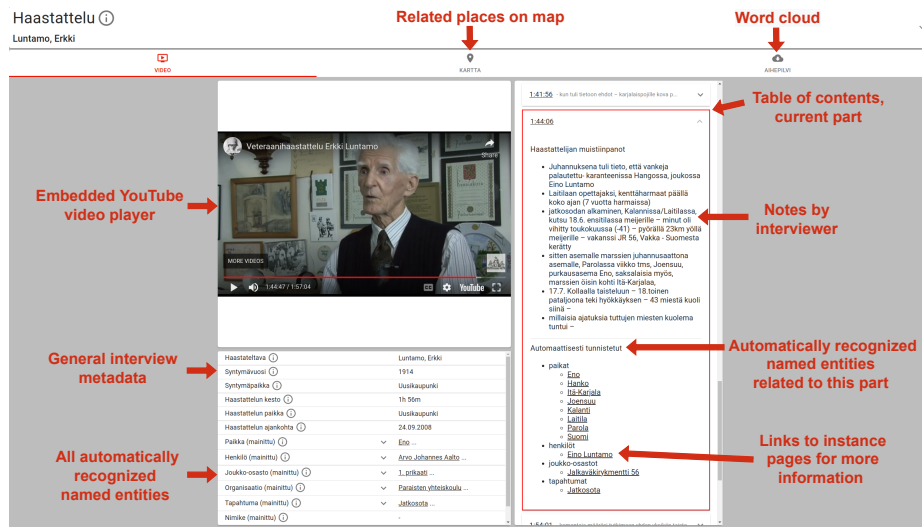 Haastattelu
Luntamo, Erkki
Related places on map
Word cloud
VIDEO
KARTTA
AIHEPILVI
Embedded YouTube
video player
General interview
metadata
All automatically
recognized
named entities
Veteraanihaastattelu Erkki Luntamo
Share
MORE VIDEOS
1:44:47 / 1:57:04
YouTube
Haastateltava Luntamo, Erkki
Syntymävuosi 1914
Syntymäpaikka Uusikaupunki
Haastattelun kesto 1h 56m
Haastattelun paikka Uusikaupunki
Haastattelun ajankohta 24.09.2008
Paikka (mainittu) Eno ...
Henkilö (mainittu) Arvo Johannes Aalto ...
Joukko-osasto (mainittu) 1. prikaati ...
Organisaatio (mainittu) Paraisten yhteiskoulu ...
Tapahtuma (mainittu) Jatkosota ...
Nimike (mainittu) -
1:41:56 - kun tuli tietoon ehdot – karjalaispojille kova p...
1:44:06
Haastattelijan muistiinpanot
Juhannuksena tuli tieto, että vankeja
palautettu- karanteenissa Hangossa, joukossa
Eino Luntamo
Laitilaan opettajaksi, kenttäharmaat päällä
koko ajan (7 vuotta harmaissa)
jatkosodan alkaminen, Kalannissa/Laitilassa,
kutsu 18.6. ensitilassa meijerille – minut oli
vihitty toukokuussa (-41) – pyörällä 23km yöllä
meijerille – vakanssi JR 56, Vakka - Suomesta
kerätty
sitten asemalle marssien juhannusaattona
asemalle, Parolassa viikko tms, Joensuu,
purkausasema Eno, saksalaisia myös,
marssien öisin kohti Itä-Karjalaa,
17.7. Kollaalla taisteluun – 18.toinen
pataljoona teki hyökkäyksen – 43 miestä kuoli
siinä –
millaisia ajatuksia tuttujen miesten kuolema
tuntui –
Automaattisesti tunnistetut
paikat
Eno
Hanko
Itä-Karjala
Joensuu
Kalanti
Laitila
Parola
Suomi
henkilöt
Eino Luntamo
joukko-osastot
Jalkaväkirykmentti 56
tapahtumat
Jatkosota
1:54:01
Table of contents,
current part
Notes by
interviewer
Automatically recognized
named entities
related to this part
Links to instance
pages for more
information